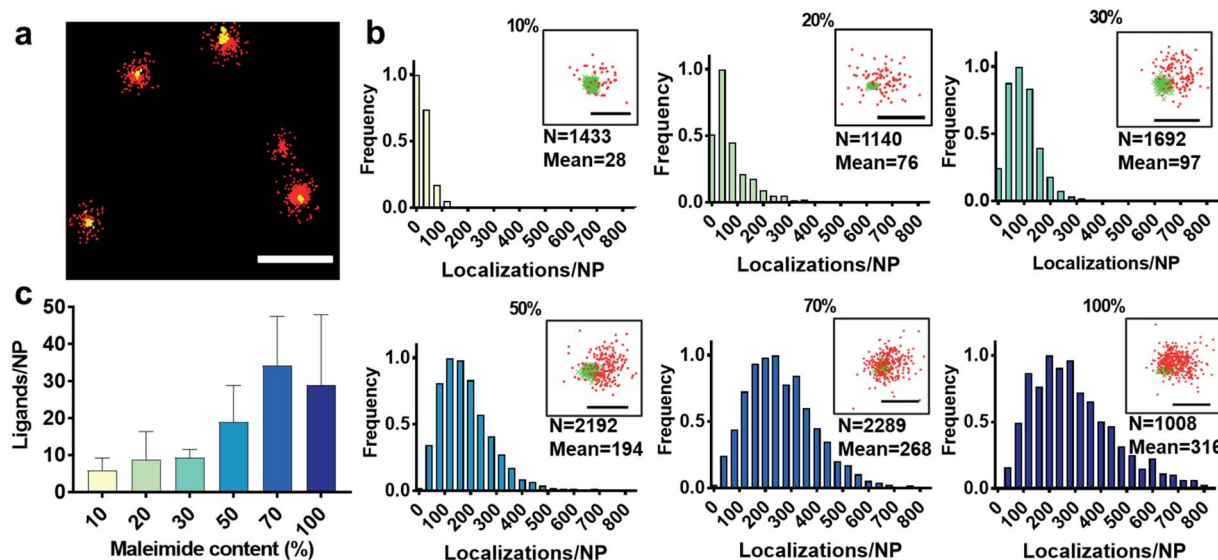 a
b
10%
Frequency
1.0
0.5
0.0
N=1433
Mean=28
0 100 200 300 400 500 600 700 800
Localizations/NP
20%
Frequency
1.0
0.5
0.0
N=1140
Mean=76
0 100 200 300 400 500 600 700 800
Localizations/NP
30%
Frequency
1.0
0.5
0.0
N=1692
Mean=97
0 100 200 300 400 500 600 700 800
Localizations/NP
c
Ligands/NP
50
40
30
20
10
0
10 20 30 50 70 100
Maleimide content (%)
50%
Frequency
1.0
0.5
0.0
N=2192
Mean=194
0 100 200 300 400 500 600 700 800
Localizations/NP
70%
Frequency
1.0
0.5
0.0
N=2289
Mean=268
0 100 200 300 400 500 600 700 800
Localizations/NP
100%
Frequency
1.0
0.5
0.0
N=1008
Mean=316
0 100 200 300 400 500 600 700 800
Localizations/NP